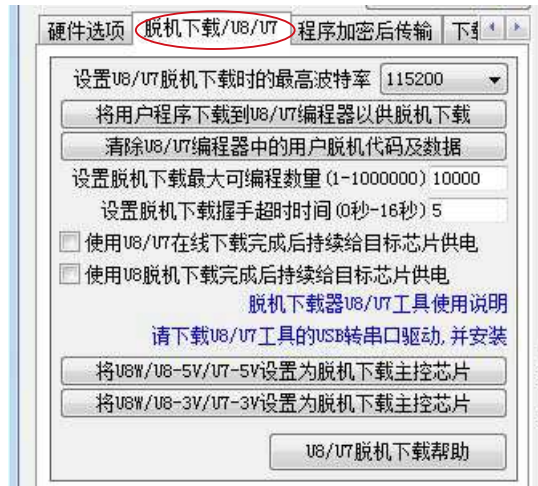 硬件选项 脱机下载/U8/U7 程序加密后传输
设置U8/U7脱机下载时的最高波特率 115200
将用户程序下载到U8/U7编程器以供脱机下载
清除U8/U7编程器中的用户脱机代码及数据
设置脱机下载最大可编程数量(1-1000000) 10000
设置脱机下载握手超时时间(0秒-16秒) 5
使用U8/U7在线下载完成后持续给目标芯片供电
使用U8脱机下载完成后持续给目标芯片供电
脱机下载器U8/U7工具使用说明
请下载U8/U7工具的USB转串口驱动,并安装
将U8W/U8-5V/U7-5V设置为脱机下载主控芯片
将U8W/U8-3V/U7-3V设置为脱机下载主控芯片
U8/U7脱机下载帮助